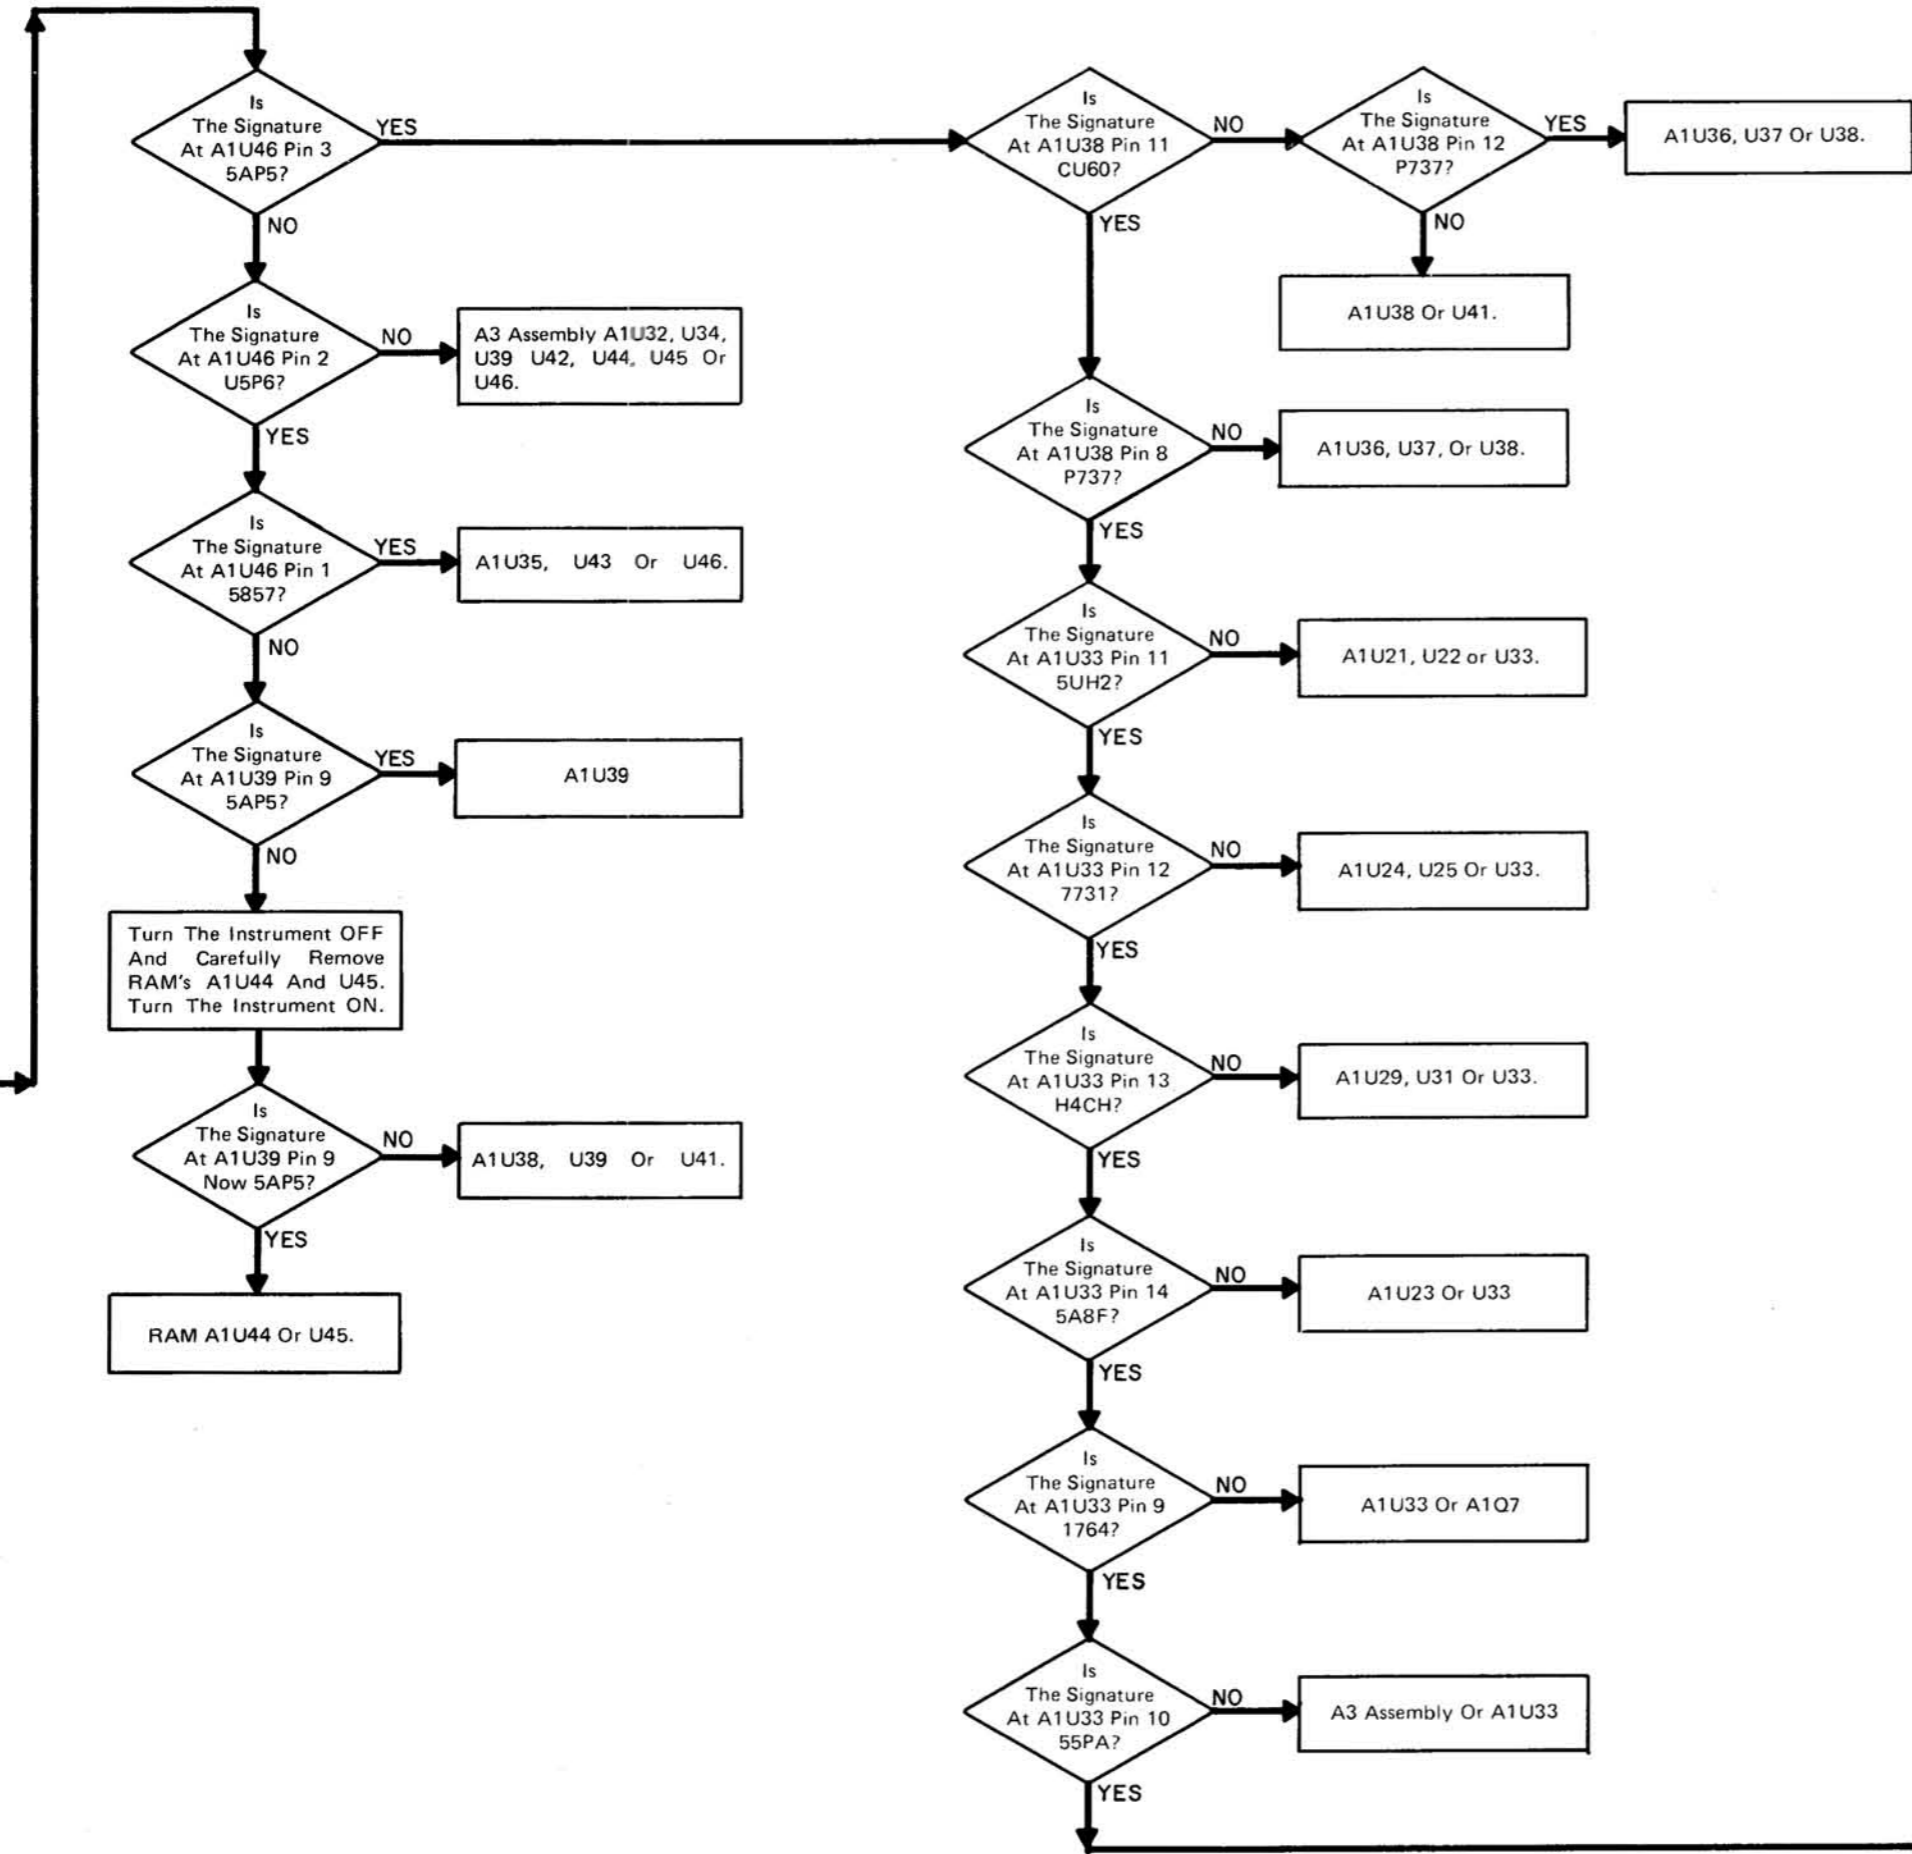 Is
The Signature
At A1U46 Pin 3
5AP5?
YES
NO
Is
The Signature
At A1U46 Pin 2
U5P6?
NO
A3 Assembly A1U32, U34,
U39 U42, U44, U45 Or
U46.
YES
Is
The Signature
At A1U46 Pin 1
5857?
YES
A1U35, U43 Or U46.
NO
Is
The Signature
At A1U39 Pin 9
5AP5?
YES
A1U39
NO
Turn The Instrument OFF
And Carefully Remove
RAM's A1U44 And U45.
Turn The Instrument ON.
Is
The Signature
At A1U39 Pin 9
Now 5AP5?
NO
A1U38, U39 Or U41.
YES
RAM A1U44 Or U45.
Is
The Signature
At A1U38 Pin 11
CU60?
NO
Is
The Signature
At A1U38 Pin 12
P737?
YES
A1U36, U37 Or U38.
NO
A1U38 Or U41.
YES
Is
The Signature
At A1U38 Pin 8
P737?
NO
A1U36, U37, Or U38.
YES
Is
The Signature
At A1U33 Pin 11
5UH2?
NO
A1U21, U22 or U33.
YES
Is
The Signature
At A1U33 Pin 12
7731?
NO
A1U24, U25 Or U33.
YES
Is
The Signature
At A1U33 Pin 13
H4CH?
NO
A1U29, U31 Or U33.
YES
Is
The Signature
At A1U33 Pin 14
5A8F?
NO
A1U23 Or U33
YES
Is
The Signature
At A1U33 Pin 9
1764?
NO
A1U33 Or A1Q7
YES
Is
The Signature
At A1U33 Pin 10
55PA?
NO
A3 Assembly Or A1U33
YES